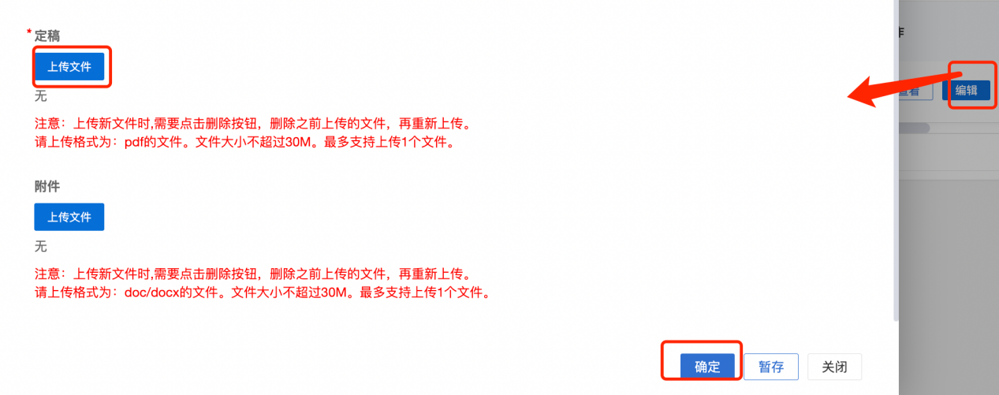 *定稿
上传文件
无
注意：上传新文件时,需要点击删除按钮，删除之前上传的文件，再重新上传。
请上传格式为：pdf的文件。文件大小不超过30M。最多支持上传1个文件。
附件
上传文件
无
注意：上传新文件时,需要点击删除按钮，删除之前上传的文件，再重新上传。
请上传格式为：doc/docx的文件。文件大小不超过30M。最多支持上传1个文件。
确定 暂存 关闭
查看 编辑